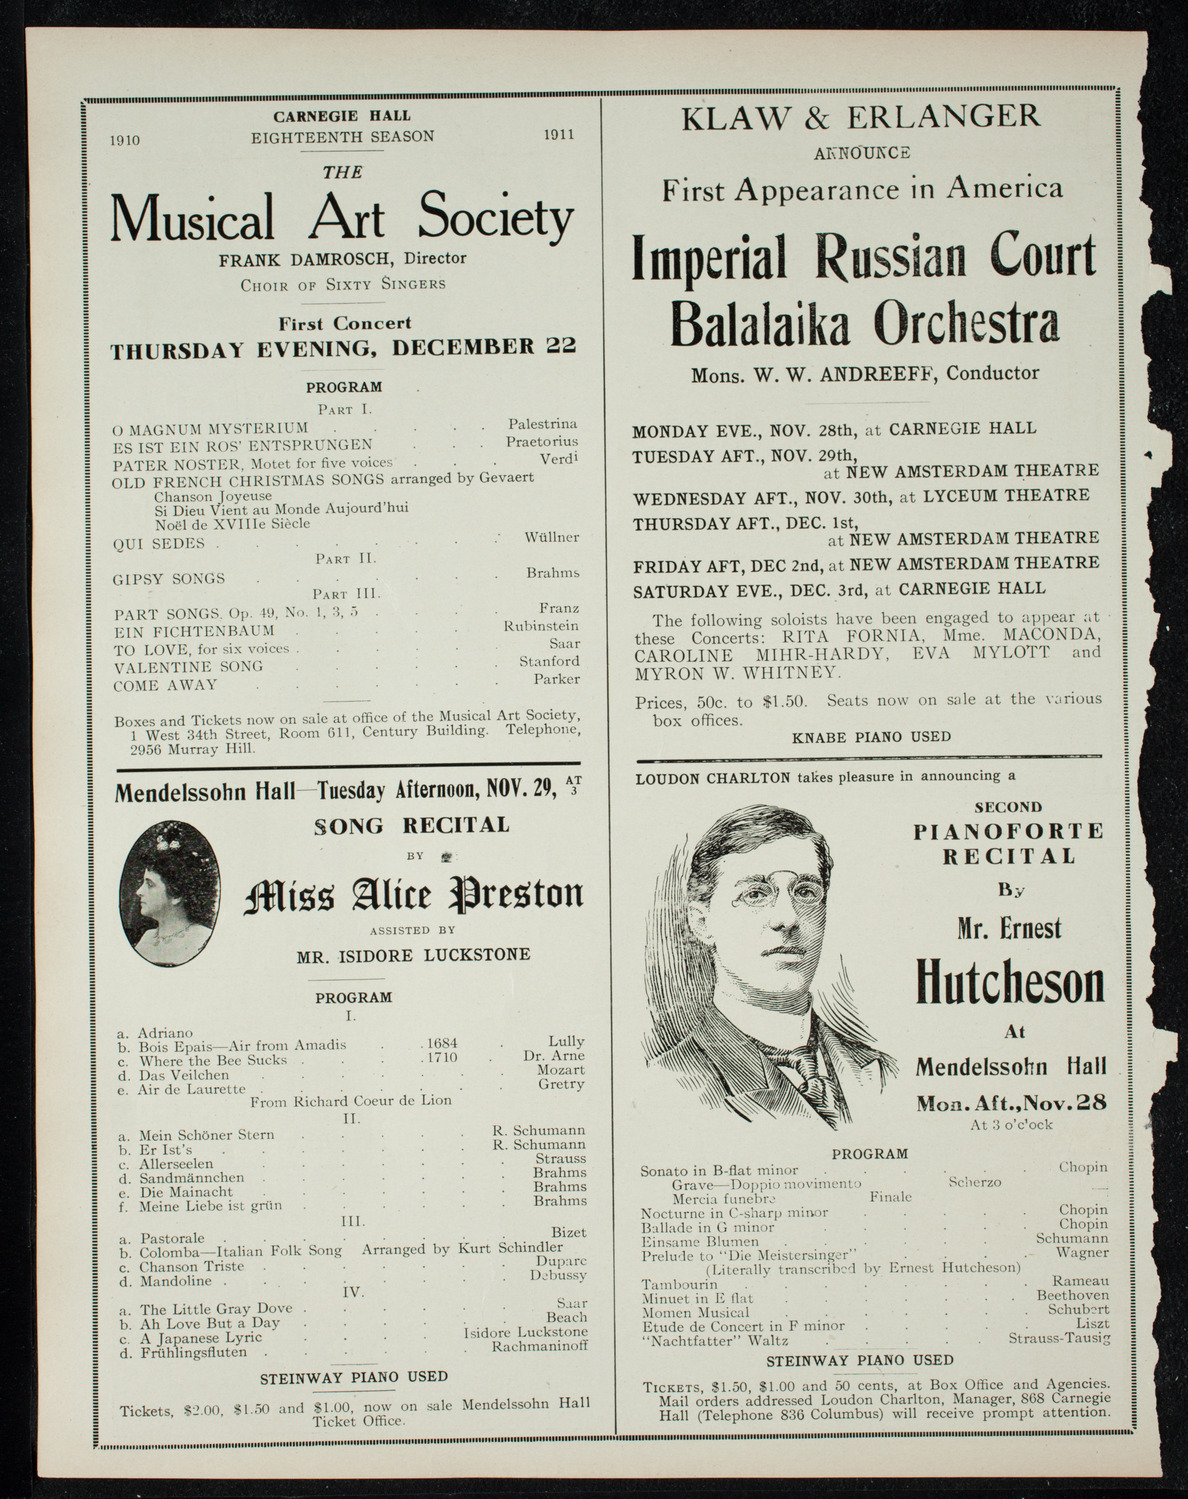 CARNEGIE HALL
1910 EIGHTEENTH SEASON 1911
THE
Musical Art Society
FRANK DAMROSCH, Director
CHOIR OF SIXTY SINGERS
First Concert
THURSDAY EVENING, DECEMBER 22
PROGRAM
PART I.
O MAGNUM MYSTERIUM . . . . . Palestrina
ES IST EIN ROS' ENTSPRUNGEN . . . Praetorius
PATER NOSTER, Motet for five voices . . . Verdi
OLD FRENCH CHRISTMAS SONGS arranged by Gevaert
Chanson Joyeuse
Si Dieu Vient au Monde Aujourd'hui
Noël de XVIIIe Siècle
QUI SEDES . . . . . . . . Wüllner
PART II.
GIPSY SONGS . . . . . . . Brahms
PART III.
PART SONGS, Op. 49, No. 1, 3, 5 . . . . Franz
EIN FICHTENBAUM . . . . . Rubinstein
TO LOVE, for six voices . . . . . . Saar
VALENTINE SONG . . . . . . Stanford
COME AWAY . . . . . . . Parker
Boxes and Tickets now on sale at office of the Musical Art Society,
1 West 34th Street, Room 611, Century Building. Telephone,
2956 Murray Hill.
Mendelssohn Hall—Tuesday Afternoon, NOV. 29, AT 3
SONG RECITAL
BY
Miss Alice Preston
ASSISTED BY
MR. ISIDORE LUCKSTONE
PROGRAM
I.
a. Adriano
b. Bois Epais—Air from Amadis . . 1684 . Lully
c. Where the Bee Sucks . . . . 1710 . Dr. Arne
d. Das Veilchen . . . . . . . Mozart
e. Air de Laurette . . . . . . Gretry
From Richard Coeur de Lion
II.
a. Mein Schöner Stern . . . . . R. Schumann
b. Er Ist's . . . . . . . R. Schumann
c. Allerseelen . . . . . . . Strauss
d. Sandmännchen . . . . . . Brahms
e. Die Mainacht . . . . . . Brahms
f. Meine Liebe ist grün . . . . . Brahms
III.
a. Pastorale . . . . . . . Bizet
b. Colomba—Italian Folk Song Arranged by Kurt Schindler
c. Chanson Triste . . . . . . Duparc
d. Mandoline . . . . . . . Debussy
IV.
a. The Little Gray Dove . . . . . . Saar
b. Ah Love But a Day . . . . . Beach
c. A Japanese Lyric . . . . Isidore Luckstone
d. Frühlingsfluten . . . . . Rachmaninoff
STEINWAY PIANO USED
Tickets, $2.00, $1.50 and $1.00, now on sale Mendelssohn Hall
Ticket Office.
KLAW & ERLANGER
ANNOUNCE
First Appearance in America
Imperial Russian Court
Balalaika Orchestra
Mons. W. W. ANDREEFF, Conductor
MONDAY EVE., NOV. 28th, at CARNEGIE HALL
TUESDAY AFT., NOV. 29th,
at NEW AMSTERDAM THEATRE
WEDNESDAY AFT., NOV. 30th, at LYCEUM THEATRE
THURSDAY AFT., DEC. 1st,
at NEW AMSTERDAM THEATRE
FRIDAY AFT, DEC 2nd, at NEW AMSTERDAM THEATRE
SATURDAY EVE., DEC. 3rd, at CARNEGIE HALL
The following soloists have been engaged to appear at
these Concerts: RITA FORNIA, Mme. MACONDA,
CAROLINE MIHR-HARDY, EVA MYLOTT and
MYRON W. WHITNEY.
Prices, 50c. to $1.50. Seats now on sale at the various
box offices.
KNABE PIANO USED
LOUDON CHARLTON takes pleasure in announcing a
SECOND
PIANOFORTE
RECITAL
By
Mr. Ernest
Hutcheson
At
Mendelssohn Hall
Mon. Aft., Nov. 28
At 3 o'c'ock
PROGRAM
Sonato in B-flat minor . . . . . Chopin
Grave—Doppio movimento Scherzo
Mercia funebre Finale
Nocturne in C-sharp minor . . . . . Chopin
Ballade in G minor . . . . . . Chopin
Einsame Blumen . . . . . . Schumann
Prelude to "Die Meistersinger" . . . . Wagner
(Literally transcribed by Ernest Hutcheson)
Tambourin . . . . . . . Rameau
Minuet in E flat . . . . . . Beethoven
Momen Musical . . . . . . Schubert
Etude de Concert in F minor . . . . . Liszt
"Nachtfatter" Waltz . . . . Strauss-Tausig
STEINWAY PIANO USED
TICKETS, $1.50, $1.00 and 50 cents, at Box Office and Agencies.
Mail orders addressed Loudon Charlton, Manager, 868 Carnegie
Hall (Telephone 836 Columbus) will receive prompt attention.